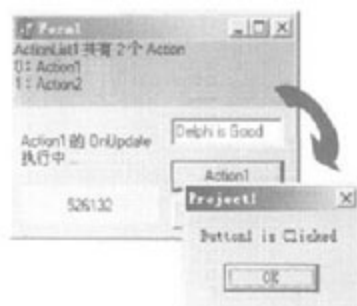 Form1
ActionList1 共有 2个 Action
0: Action1
1: Action2
Action1 的 OnUpdate
执行中...
Delphi is Good
Action1
526132
Project1
Button1 is Clicked
OK